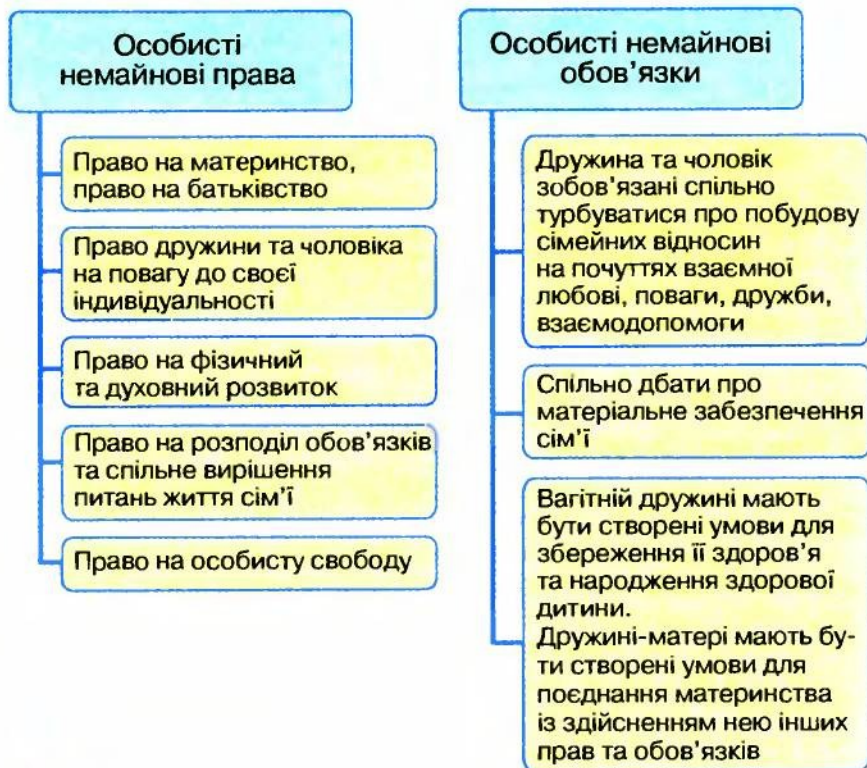 Особисті
немайнові права
Право на материнство,
право на батьківство
Право дружини та чоловіка
на повагу до своєї
індивідуальності
Право на фізичний
та духовний розвиток
Право на розподіл обов’язків
та спільне вирішення
питань життя сім’ї
Право на особисту свободу
Особисті немайнові
обов’язки
Дружина та чоловік
зобов’язані спільно
турбуватися про побудову
сімейних відносин
на почуттях взаємної
любові, поваги, дружби,
взаємодопомоги
Спільно дбати про
матеріальне забезпечення
сім’ї
Вагітній дружині мають
бути створені умови для
збереження її здоров’я
та народження здорової
дитини.
Дружині-матері мають бу-
ти створені умови для
поєднання материнства
із здійсненням нею інших
прав та обов’язків